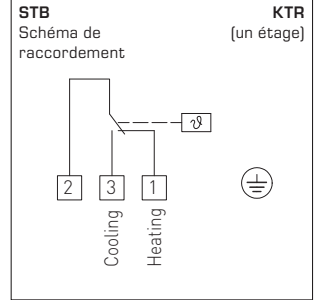 STB KTR
Schéma de (un étage)
raccordement
ϑ
2 3 1
Cooling
Heating